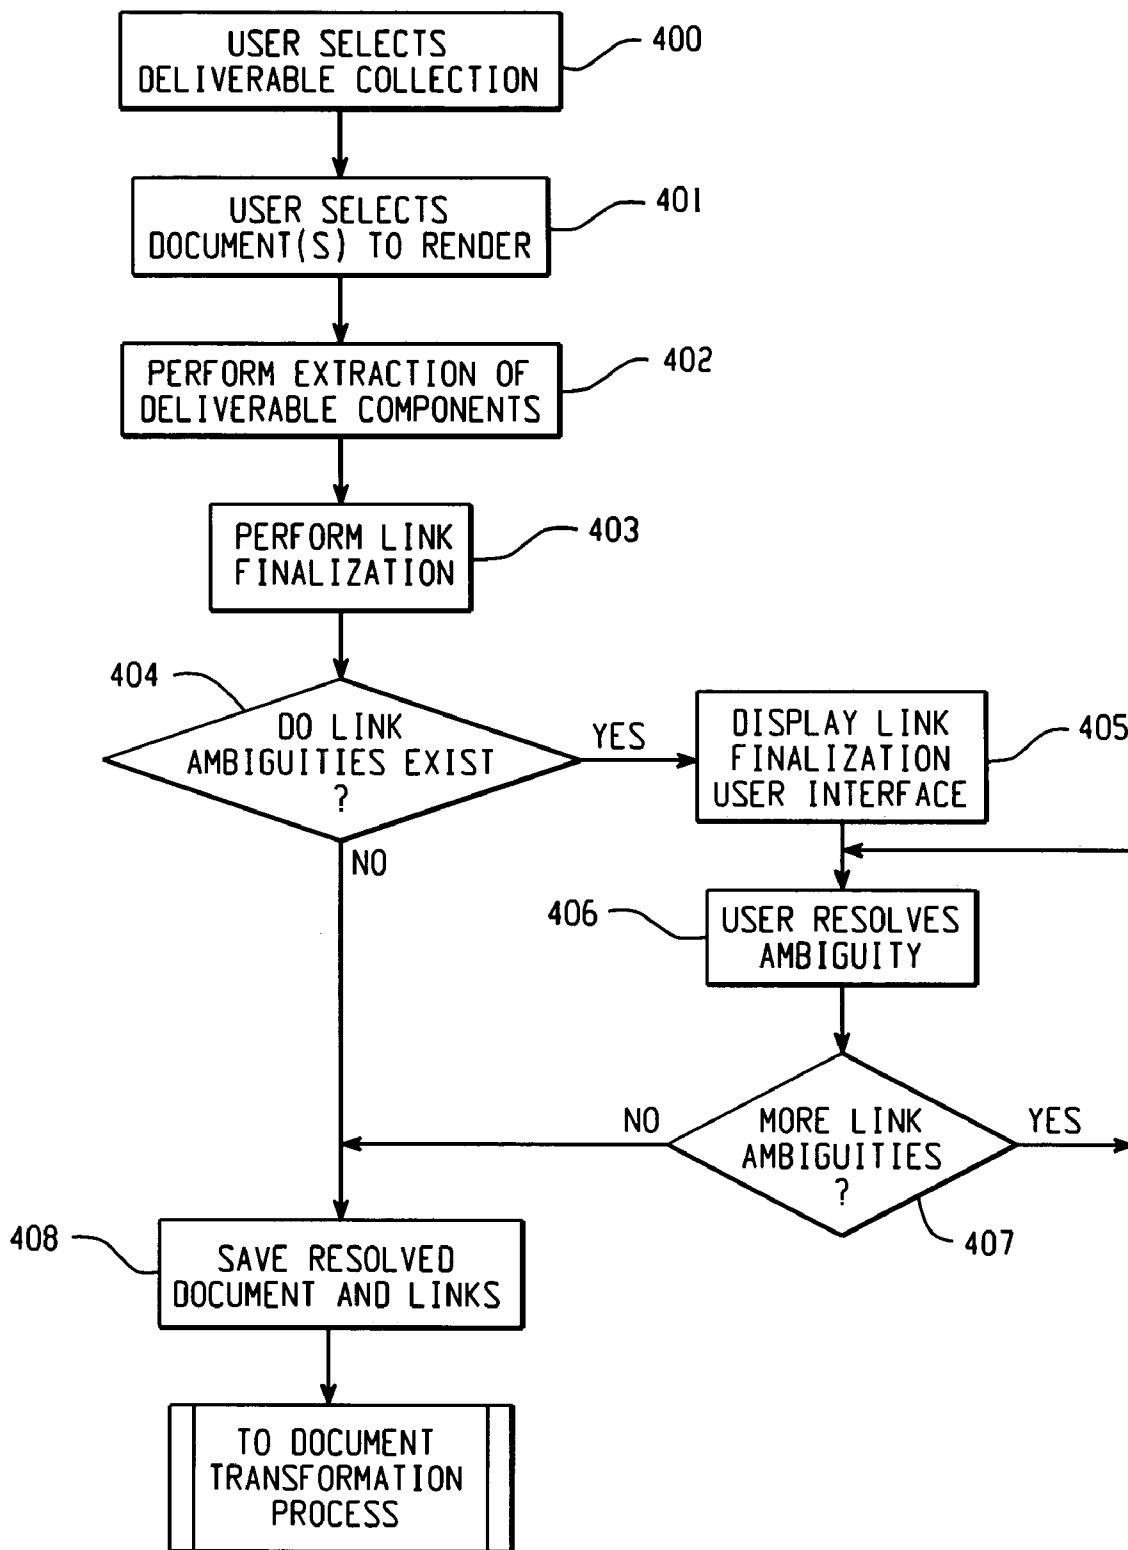 USER SELECTS
DELIVERABLE COLLECTION
400
USER SELECTS
DOCUMENT(S) TO RENDER
401
PERFORM EXTRACTION OF
DELIVERABLE COMPONENTS
402
PERFORM LINK
FINALIZATION
403
404
DO LINK
AMBIGUITIES EXIST
?
YES
NO
DISPLAY LINK
FINALIZATION
USER INTERFACE
405
406
USER RESOLVES
AMBIGUITY
NO
MORE LINK
AMBIGUITIES
?
YES
407
408
SAVE RESOLVED
DOCUMENT AND LINKS
TO DOCUMENT
TRANSFORMATION
PROCESS